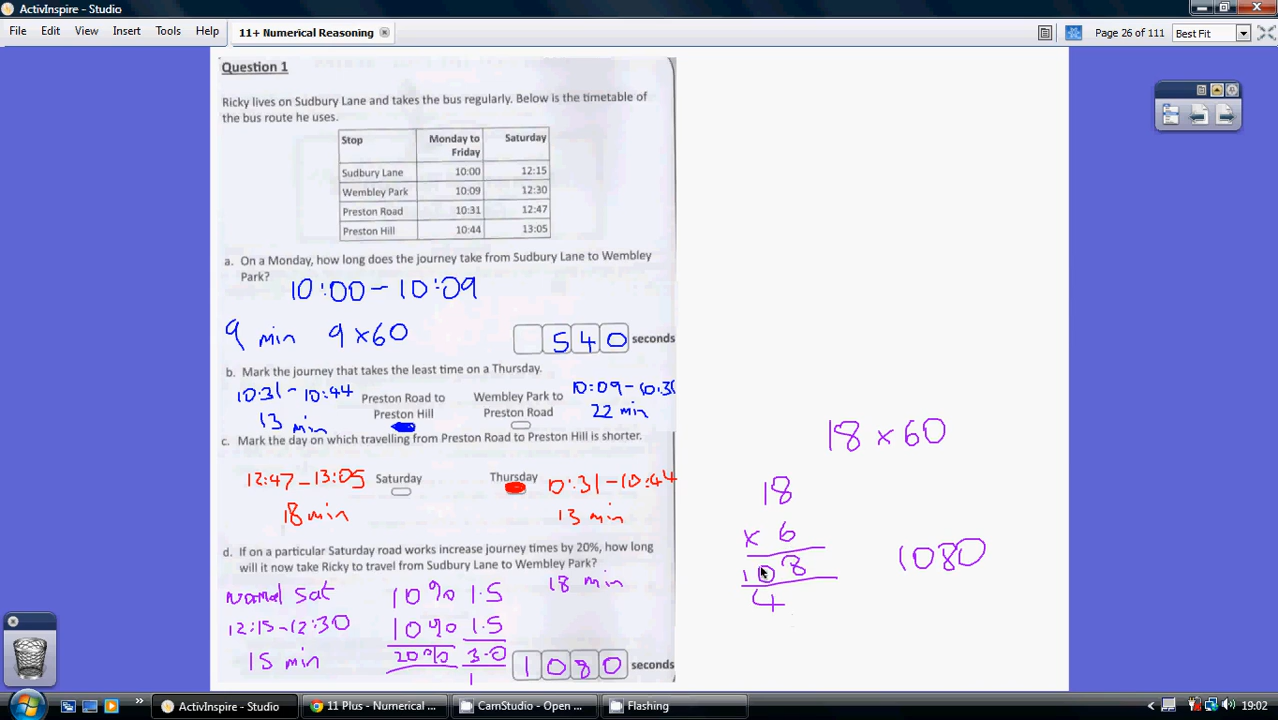 ActivInspire - Studio
File Edit View Insert Tools Help 11+ Numerical Reasoning Page 26 of 111 Best Fit
Question 1
Ricky lives on Sudbury Lane and takes the bus regularly. Below is the timetable of
the bus route he uses.
Stop Monday to Friday Saturday
Sudbury Lane 10:00 12:15
Wembley Park 10:09 12:30
Preston Road 10:31 12:47
Preston Hill 10:44 13:05
a. On a Monday, how long does the journey take from Sudbury Lane to Wembley
Park?
10:00 - 10:09
9 min 9 x 60 540 seconds
b. Mark the journey that takes the least time on a Thursday.
10:31 - 10:44 Preston Road to Wembley Park to 10:09 - 10:31
13 min Preston Hill Preston Road 22 min
c. Mark the day on which travelling from Preston Road to Preston Hill is shorter.
12:47 - 13:05 Saturday Thursday 10:31 - 10:44
18 min 13 min
d. If on a particular Saturday road works increase journey times by 20%, how long
will it now take Ricky to travel from Sudbury Lane to Wembley Park?
normal Sat 10% 1.5 18 min
12:15 - 12:30 10% 1.5
15 min 20% 3.0 1080 seconds
1
18 x 60
18
x 6
108
4
1080
ActivInspire - Studio 11 Plus - Numerical ... CamStudio - Open ... Flashing 19:02